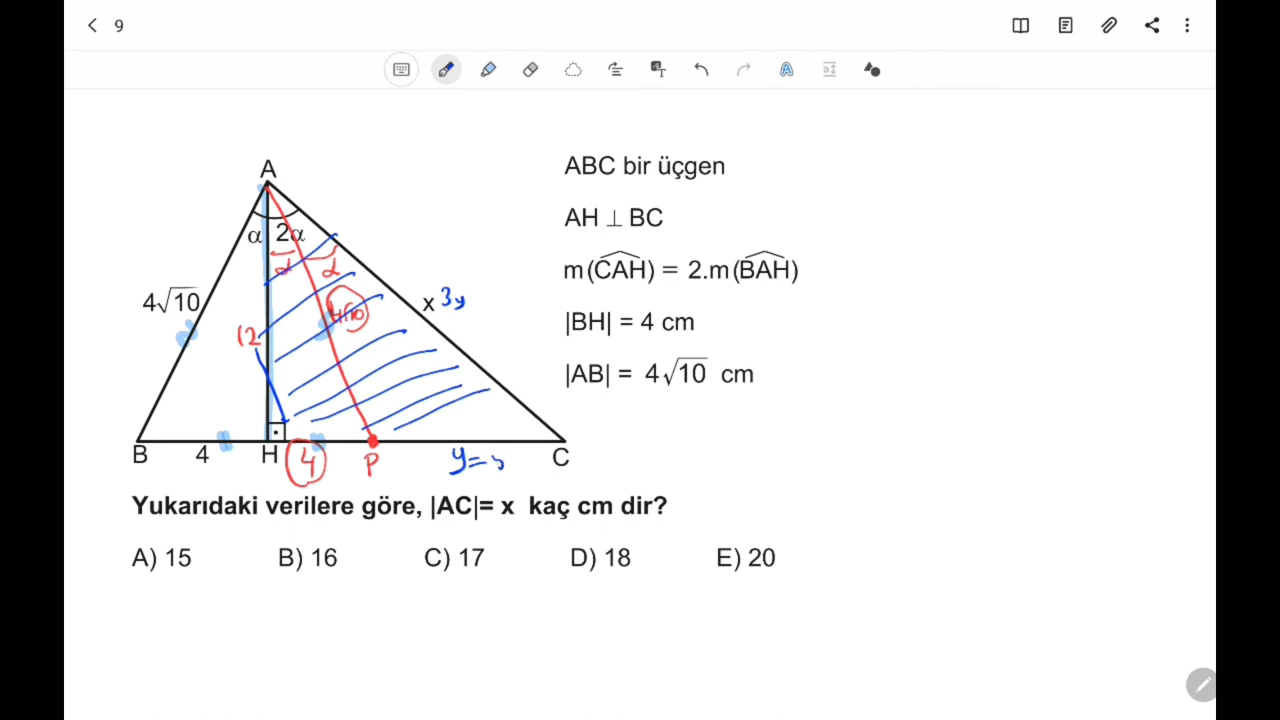 9
A
α 2α
α α
4√10
4√10
x 3y
12
B 4 H 4 P y= C
ABC bir üçgen
AH ⊥ BC
m(CAH) = 2.m(BAH)
|BH| = 4 cm
|AB| = 4√10 cm
Yukarıdaki verilere göre, |AC|= x kaç cm dir?
A) 15 B) 16 C) 17 D) 18 E) 20